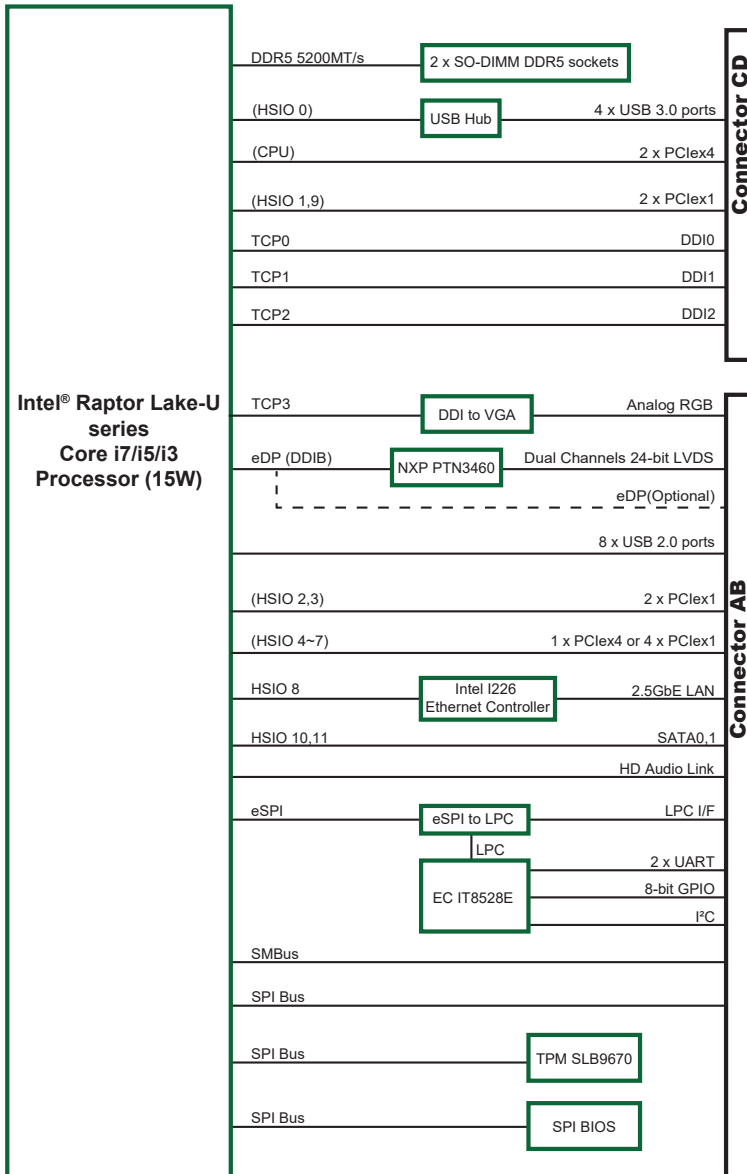 DDR5 5200MT/s
2 x SO-DIMM DDR5 sockets
(HSIO 0)
USB Hub
4 x USB 3.0 ports
(CPU)
2 x PCIex4
(HSIO 1,9)
2 x PCIex1
TCP0
DDI0
TCP1
DDI1
TCP2
DDI2
Connector CD
Intel® Raptor Lake-U
series
Core i7/i5/i3
Processor (15W)
TCP3
DDI to VGA
Analog RGB
eDP (DDIB)
NXP PTN3460
Dual Channels 24-bit LVDS
eDP(Optional)
8 x USB 2.0 ports
(HSIO 2,3)
2 x PCIex1
(HSIO 4~7)
1 x PCIex4 or 4 x PCIex1
HSIO 8
Intel I226
Ethernet Controller
2.5GbE LAN
HSIO 10,11
SATA0,1
HD Audio Link
eSPI
eSPI to LPC
LPC I/F
LPC
EC IT8528E
2 x UART
8-bit GPIO
I²C
SMBus
SPI Bus
SPI Bus
TPM SLB9670
SPI Bus
SPI BIOS
Connector AB